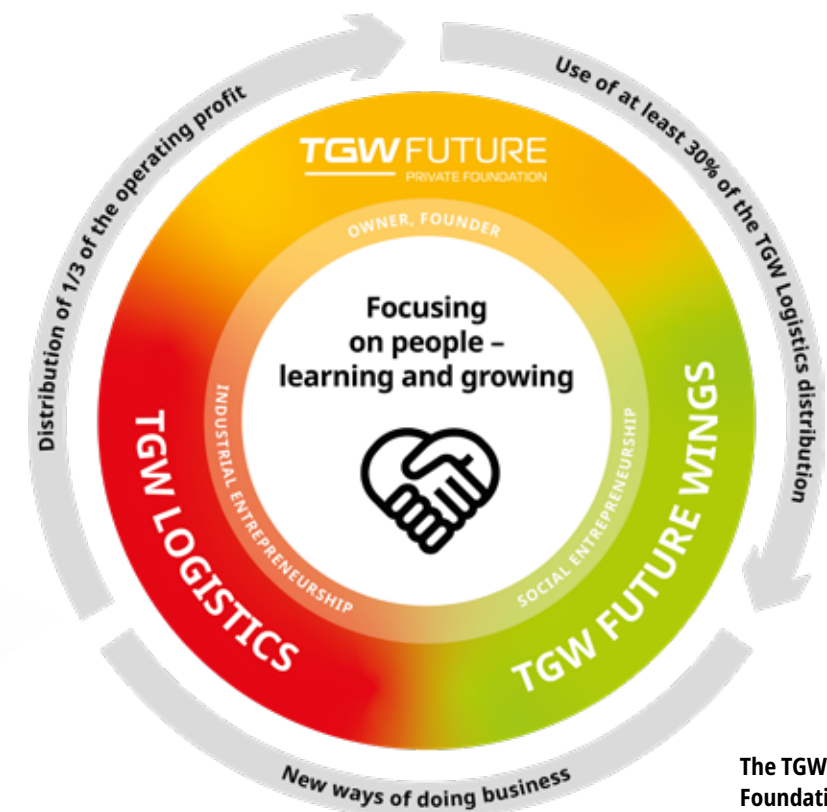 Distribution of 1/3 of the operating profit
Use of at least 30% of the TGW Logistics distribution
TGW FUTURE
PRIVATE FOUNDATION
OWNER, FOUNDER
Focusing
on people –
learning and growing
INDUSTRIAL ENTREPRENEURSHIP
SOCIAL ENTREPRENEURSHIP
TGW LOGISTICS
TGW FUTURE WINGS
New ways of doing business
The TGW
Foundati